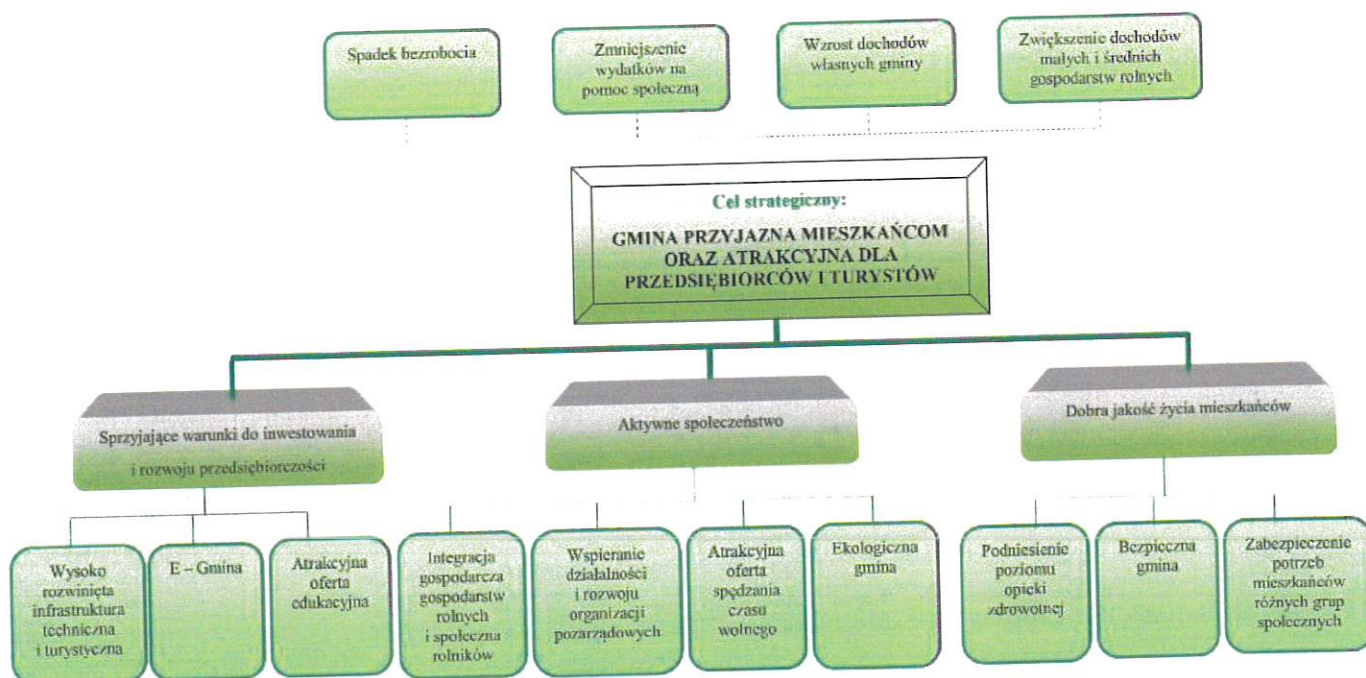 Spadek bezrobocia
Zmniejszenie
wydatków na
pomoc społeczną
Wzrost dochodów
własnych gminy
Zwiększenie dochodów
małych i średnich
gospodarstw rolnych
Cel strategiczny:
GMINA PRZYJAZNA MIESZKAŃCOM
ORAZ ATRAKCYJNA DLA
PRZEDSIĘBIORCÓW I TURYSTÓW
Sprzyjające warunki do inwestowania
i rozwoju przedsiębiorczości
Aktywne społeczeństwo
Dobra jakość życia mieszkańców
Wysoko
rozwinięta
infrastruktura
techniczna
i turystyczna
E – Gmina
Atrakcyjna
oferta
edukacyjna
Integracja
gospodarcza
gospodarstw
rolnych
i społeczna
rolników
Wspieranie
działalności
i rozwoju
organizacji
pozarządowych
Atrakcyjna
oferta
spędzania
czasu
wolnego
Ekologiczna
gmina
Podniesienie
poziomu
opieki
zdrowotnej
Bezpieczna
gmina
Zabezpieczenie
potrzeb
mieszkańców
różnych grup
społecznych